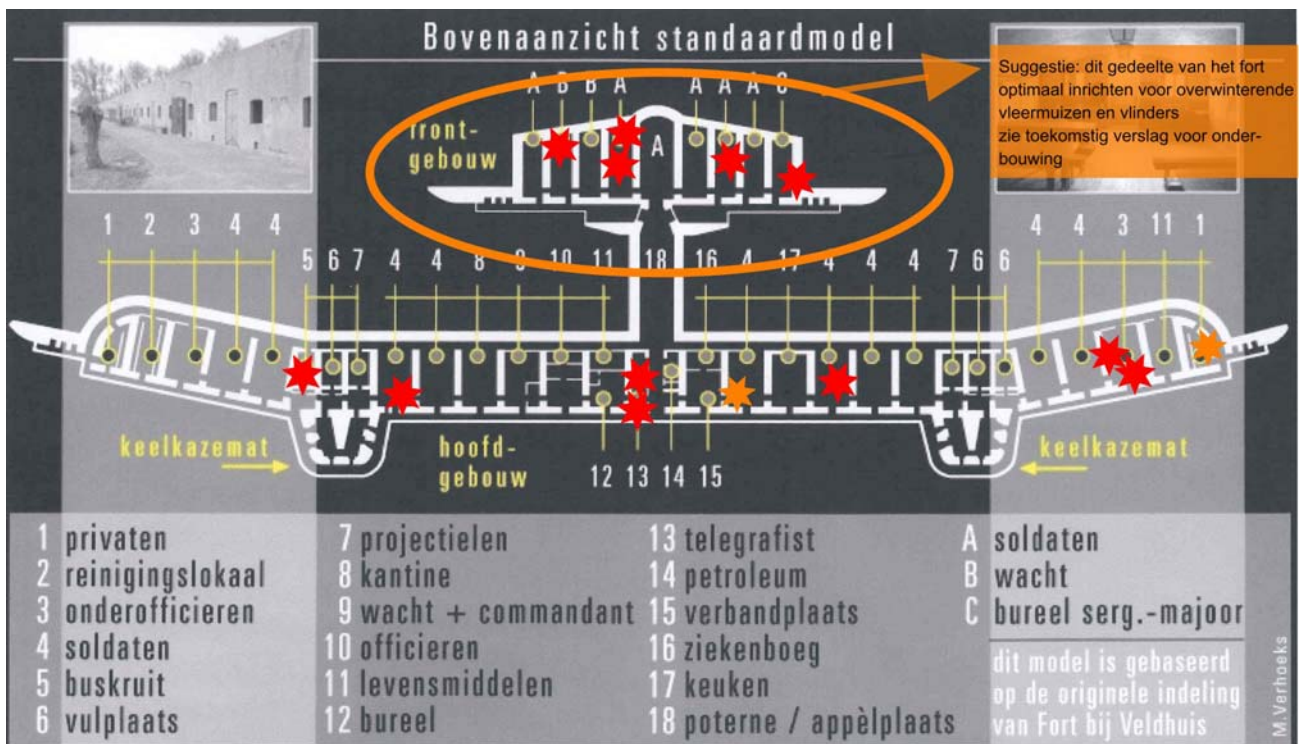 Bovenaanzicht standaardmodel
Suggestie: dit gedeelte van het fort
optimaal inrichten voor overwinterende
vleermuizen en vlinders
zie toekomstig verslag voor onder-
bouwing
A B B A A A A C
A
front-
gebouw
1 2 3 4 4 5 6 7 4 4 8 9 10 11 18 16 4 17 4 4 4 7 6 6 4 4 3 11 1
keelkazemat
hoofd-
gebouw
keelkazemat
12 13 14 15
1 privaten
2 reinigingslokaal
3 onderofficieren
4 soldaten
5 buskruit
6 vulplaats
7 projectielen
8 kantine
9 wacht + commandant
10 officieren
11 levensmiddelen
12 bureel
13 telegrafist
14 petroleum
15 verbandplaats
16 ziekenboeg
17 keuken
18 poterne / appèlplaats
A soldaten
B wacht
C bureel serg.-majoor
dit model is gebaseerd
op de originele indeling
van Fort bij Veldhuis
M.Verhoeks